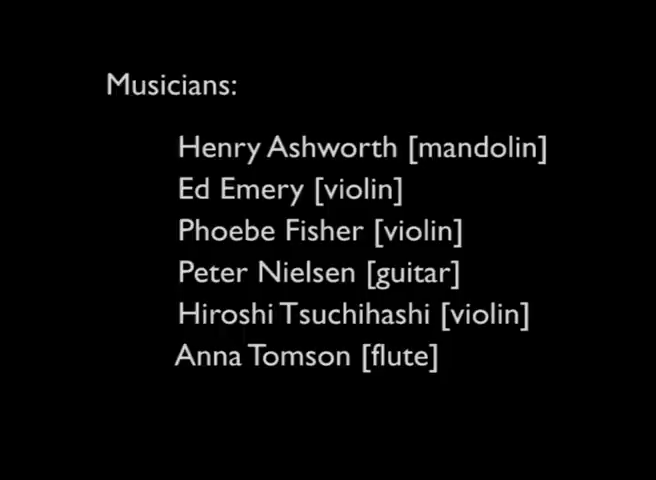 Musicians:
Henry Ashworth [mandolin]
Ed Emery [violin]
Phoebe Fisher [violin]
Peter Nielsen [guitar]
Hiroshi Tsuchihashi [violin]
Anna Tomson [flute]